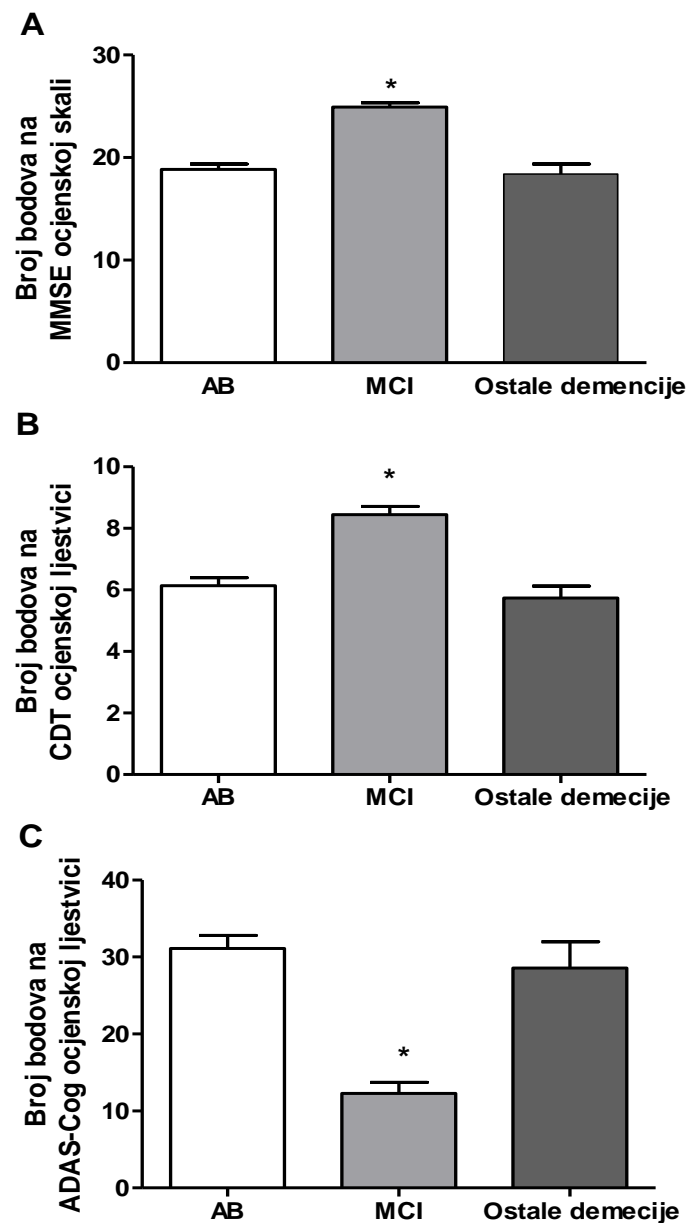 A
Broj bodova na
MMSE ocjenskoj skali
30
20
10
0
*
AB
MCI
Ostale demencije
B
Broj bodova na
CDT ocjenskoj ljestvici
10
8
6
4
2
0
*
AB
MCI
Ostale demecije
C
Broj bodova na
ADAS-Cog ocjenskoj ljestvici
40
30
20
10
0
*
AB
MCI
Ostale demecije